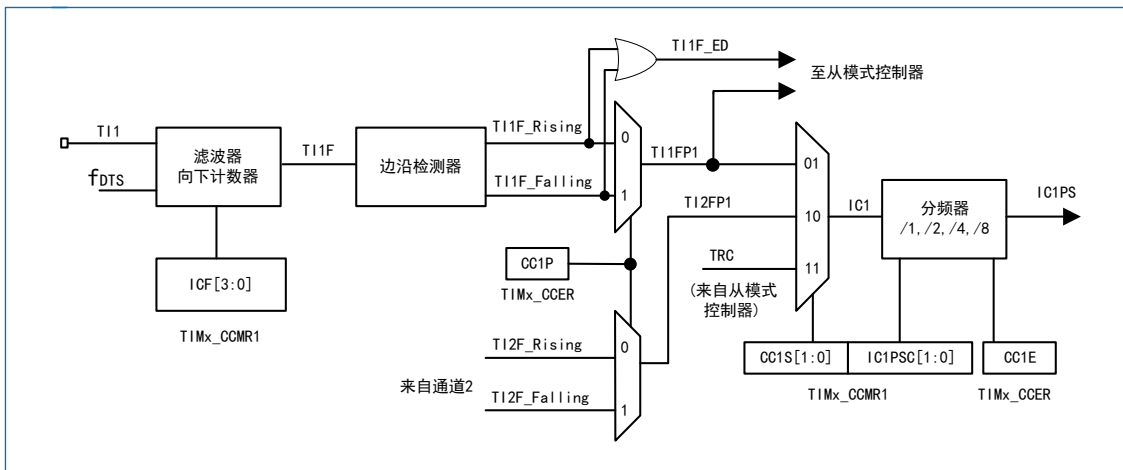 TI1F_ED
至从模式控制器
TI1
fDTS
滤波器
向下计数器
TI1F
边沿检测器
TI1F_Rising
TI1F_Falling
0
1
TI1FP1
TI2FP1
TRC
(来自从模式
控制器)
01
10
11
IC1
分频器
/1,/2,/4,/8
IC1PS
ICF[3:0]
TIMx_CCMR1
CC1P
TIMx_CCER
来自通道2
TI2F_Rising
TI2F_Falling
0
1
CC1S[1:0]
IC1PSC[1:0]
TIMx_CCMR1
CC1E
TIMx_CCER